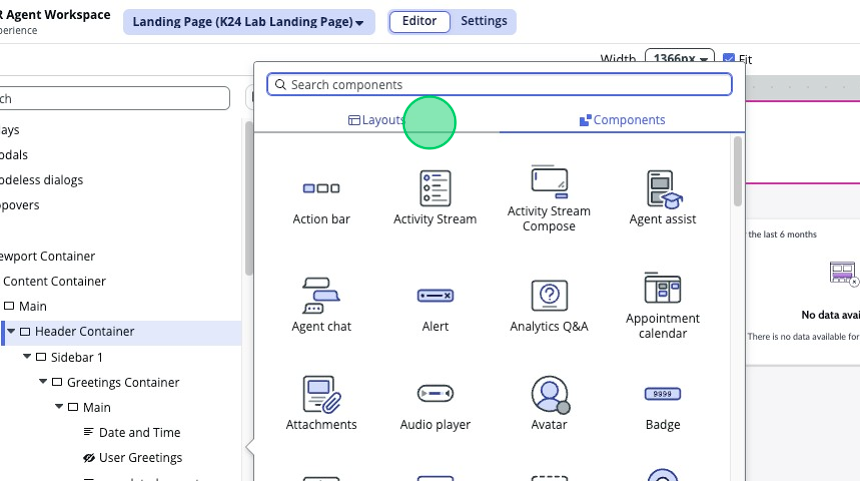 R Agent Workspace
perience
Landing Page (K24 Lab Landing Page)
Editor
Settings
Width
1366px
Fit
ch
ays
odals
odeless dialogs
opovers
ewport Container
Content Container
Main
Header Container
Sidebar 1
Greetings Container
Main
Date and Time
User Greetings
Search components
Layouts
Components
Action bar
Activity Stream
Activity Stream
Compose
Agent assist
Agent chat
Alert
Analytics Q&A
Appointment
calendar
Attachments
Audio player
Avatar
9999
Badge
the last 6 months
No data avai
There is no data available for